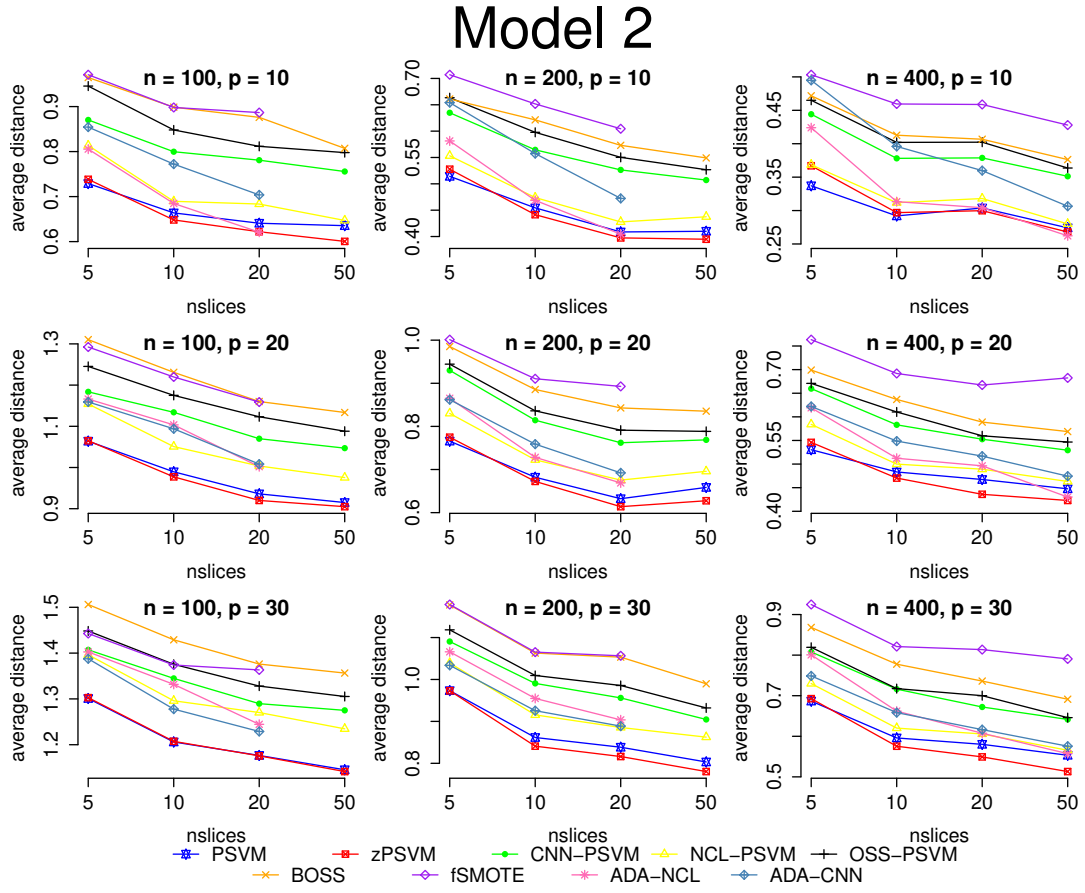 Model 2
n = 100, p = 10
average distance
0.6 0.7 0.8 0.9
5 10 20 50
nslices
n = 200, p = 10
average distance
0.40 0.55 0.70
5 10 20 50
nslices
n = 400, p = 10
average distance
0.25 0.35 0.45
5 10 20 50
nslices
n = 100, p = 20
average distance
0.9 1.1 1.3
5 10 20 50
nslices
n = 200, p = 20
average distance
0.6 0.8 1.0
5 10 20 50
nslices
n = 400, p = 20
average distance
0.40 0.55 0.70
5 10 20 50
nslices
n = 100, p = 30
average distance
1.2 1.3 1.4 1.5
5 10 20 50
nslices
n = 200, p = 30
average distance
0.8 1.0
5 10 20 50
nslices
n = 400, p = 30
average distance
0.5 0.7 0.9
5 10 20 50
nslices
PSVM zPSVM CNN−PSVM NCL−PSVM OSS−PSVM
BOSS fSMOTE ADA−NCL ADA−CNN